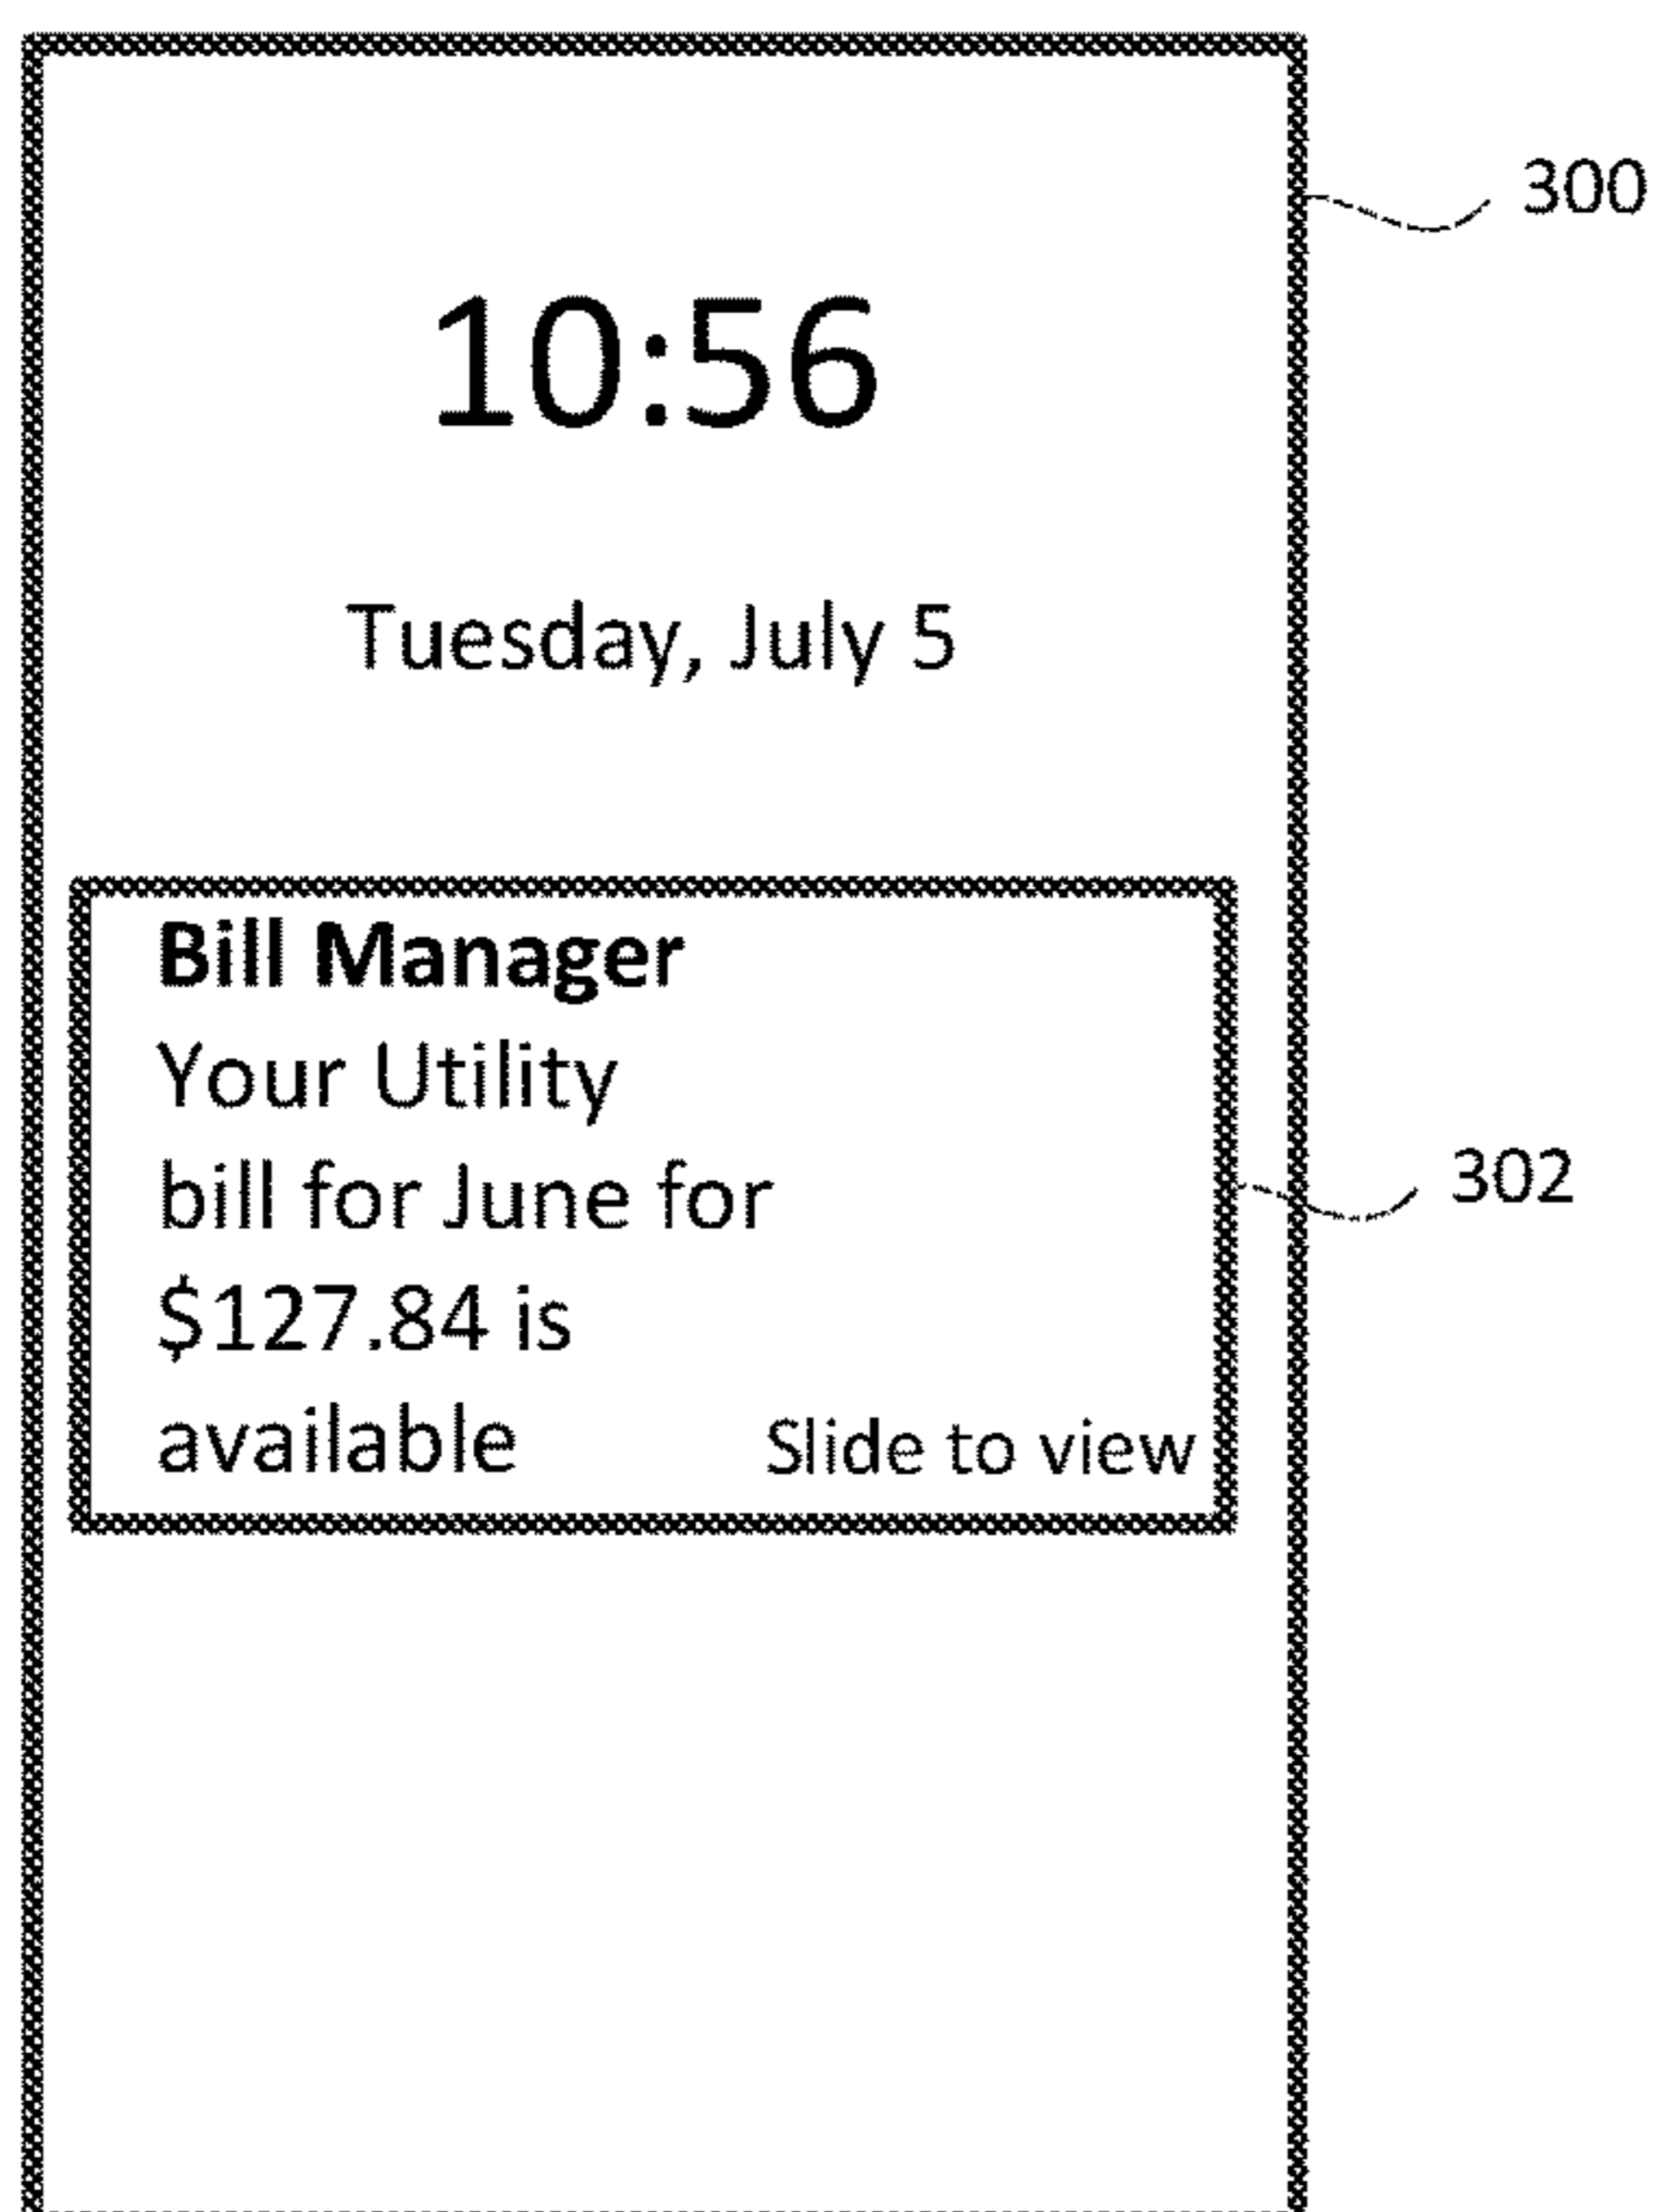 300
10:56
Tuesday, July 5
Bill Manager
Your Utility
bill for June for
302
$127.84 is
available Slide to view